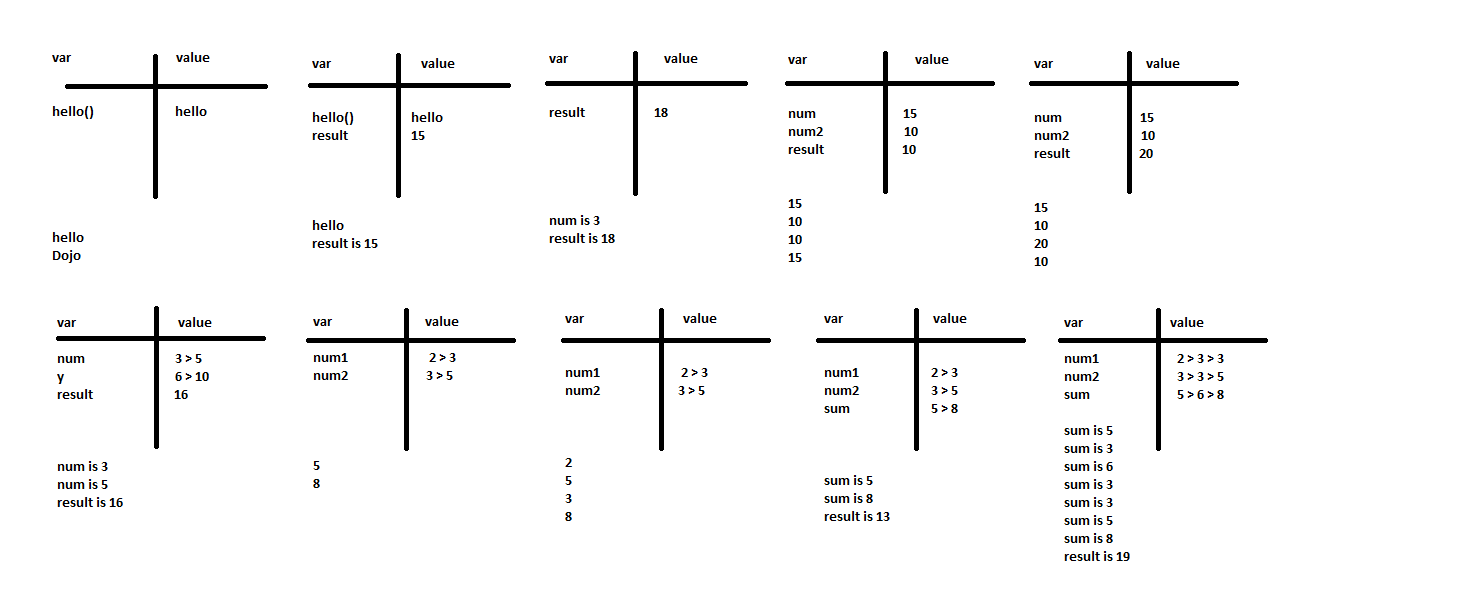 var value
hello() hello
hello
Dojo
var value
hello() hello
result 15
hello
result is 15
var value
result 18
num is 3
result is 18
var value
num 15
num2 10
result 10
15
10
10
15
var value
num 15
num2 10
result 20
15
10
20
10
var value
num 3 > 5
y 6 > 10
result 16
num is 3
num is 5
result is 16
var value
num1 2 > 3
num2 3 > 5
5
8
var value
num1 2 > 3
num2 3 > 5
2
5
3
8
var value
num1 2 > 3
num2 3 > 5
sum 5 > 8
sum is 5
sum is 8
result is 13
var value
num1 2 > 3 > 3
num2 3 > 3 > 5
sum 5 > 6 > 8
sum is 5
sum is 3
sum is 6
sum is 3
sum is 3
sum is 5
sum is 8
result is 19